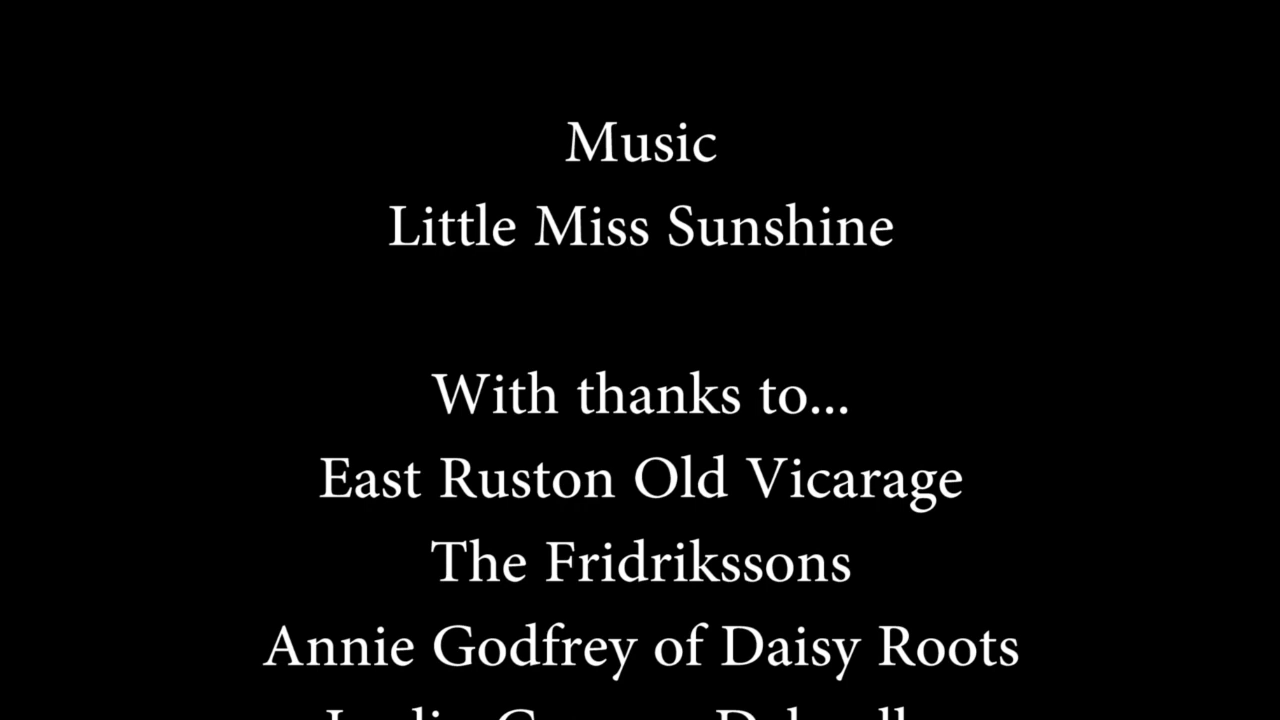 Music
Little Miss Sunshine
With thanks to...
East Ruston Old Vicarage
The Fridrikssons
Annie Godfrey of Daisy Roots